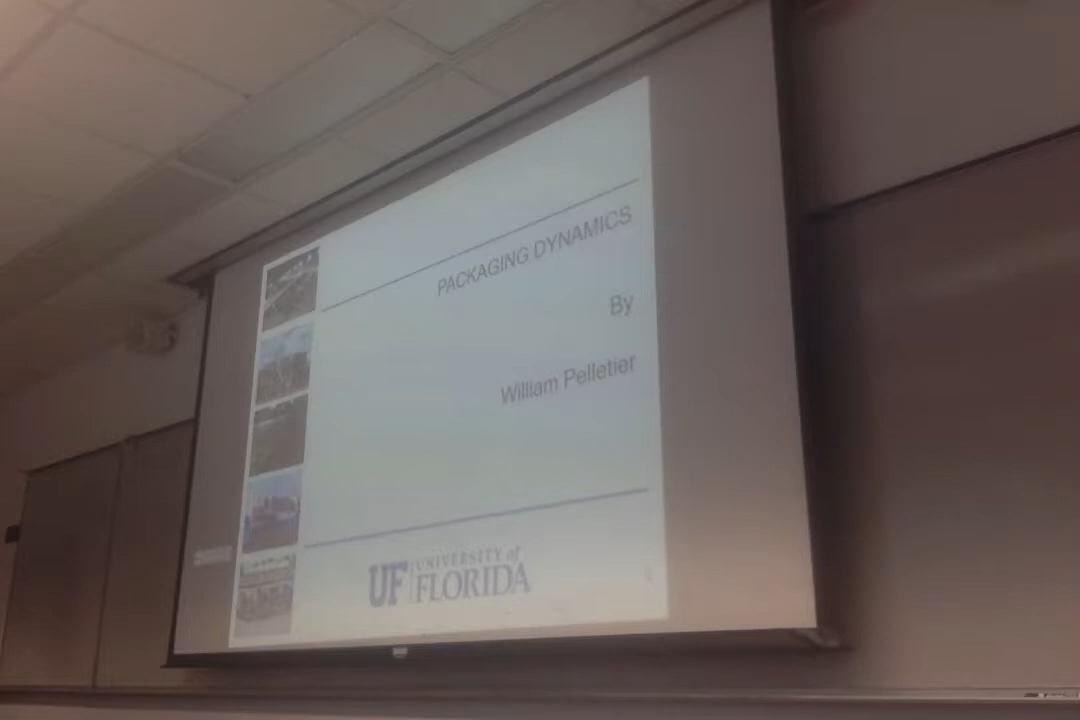 PACKAGING DYNAMICS
By
William Pelletier
UF UNIVERSITY of
FLORIDA